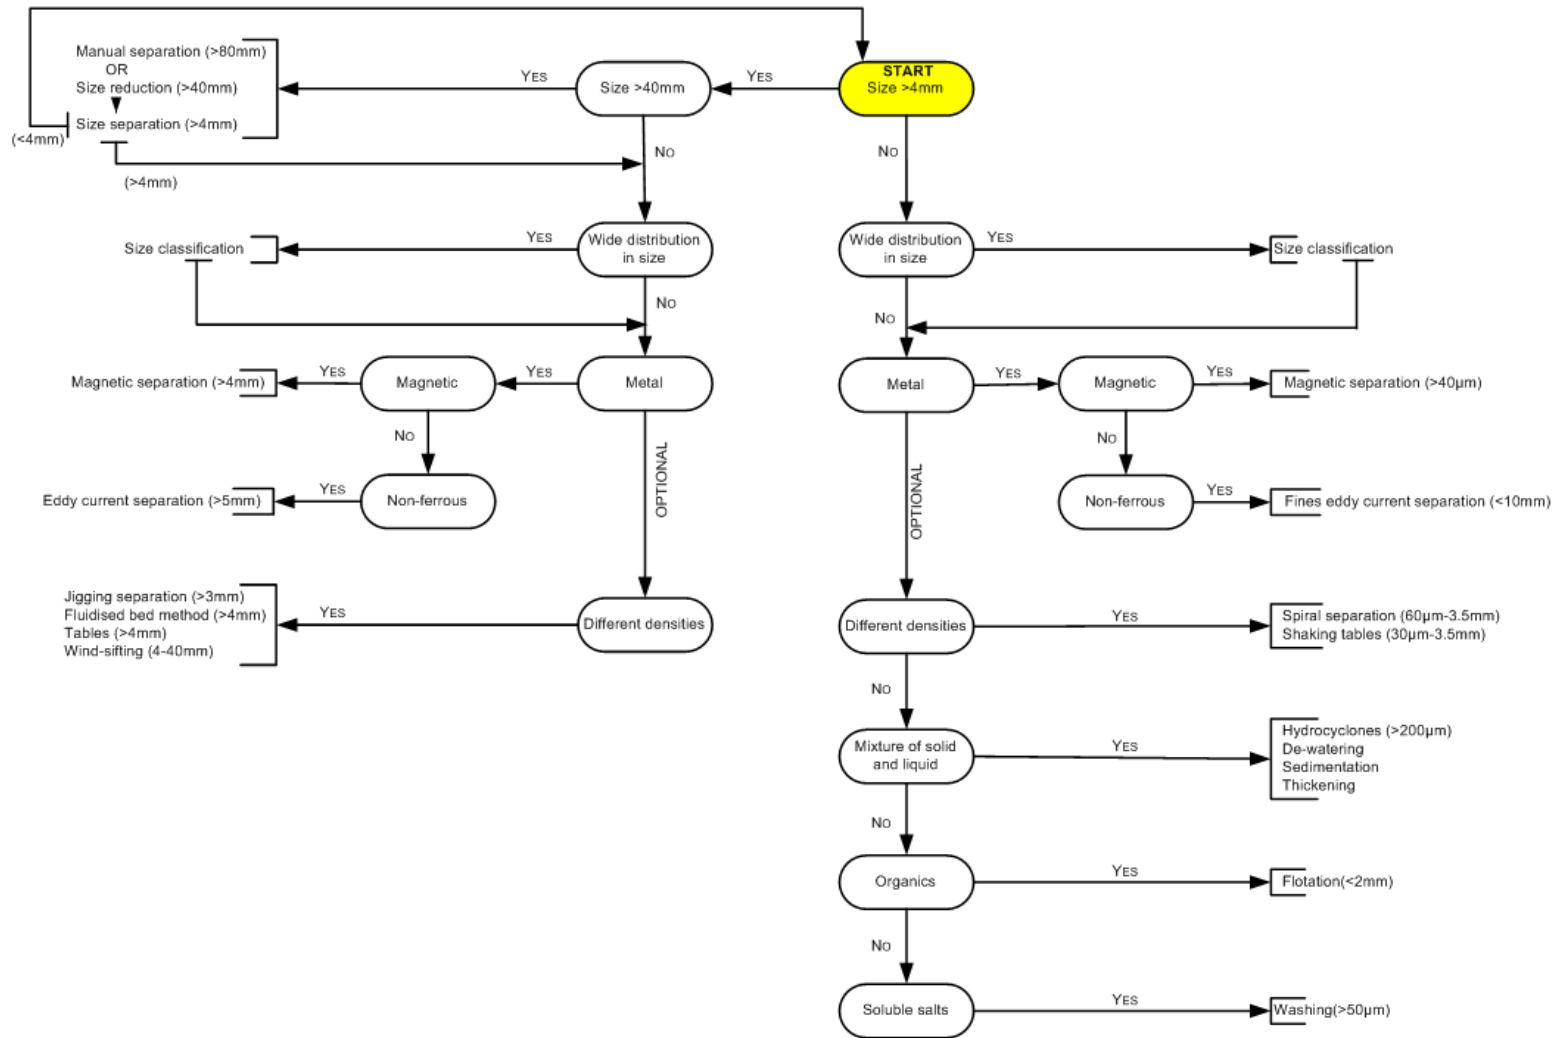 START
Size >4mm
YES
Size >40mm
YES
Manual separation (>80mm)
OR
Size reduction (>40mm)
Size separation (>4mm)
(<4mm)
(>4mm)
NO
NO
Wide distribution
in size
YES
Size classification
NO
Metal
YES
Magnetic
YES
Magnetic separation (>4mm)
NO
Non-ferrous
YES
Eddy current separation (>5mm)
OPTIONAL
Different densities
YES
Jigging separation (>3mm)
Fluidised bed method (>4mm)
Tables (>4mm)
Wind-sifting (4-40mm)
Wide distribution
in size
YES
Size classification
NO
Metal
YES
Magnetic
YES
Magnetic separation (>40µm)
NO
Non-ferrous
YES
Fines eddy current separation (<10mm)
OPTIONAL
Different densities
YES
Spiral separation (60µm-3.5mm)
Shaking tables (30µm-3.5mm)
NO
Mixture of solid
and liquid
YES
Hydrocyclones (>200µm)
De-watering
Sedimentation
Thickening
NO
Organics
YES
Flotation(<2mm)
NO
Soluble salts
YES
Washing(>50µm)